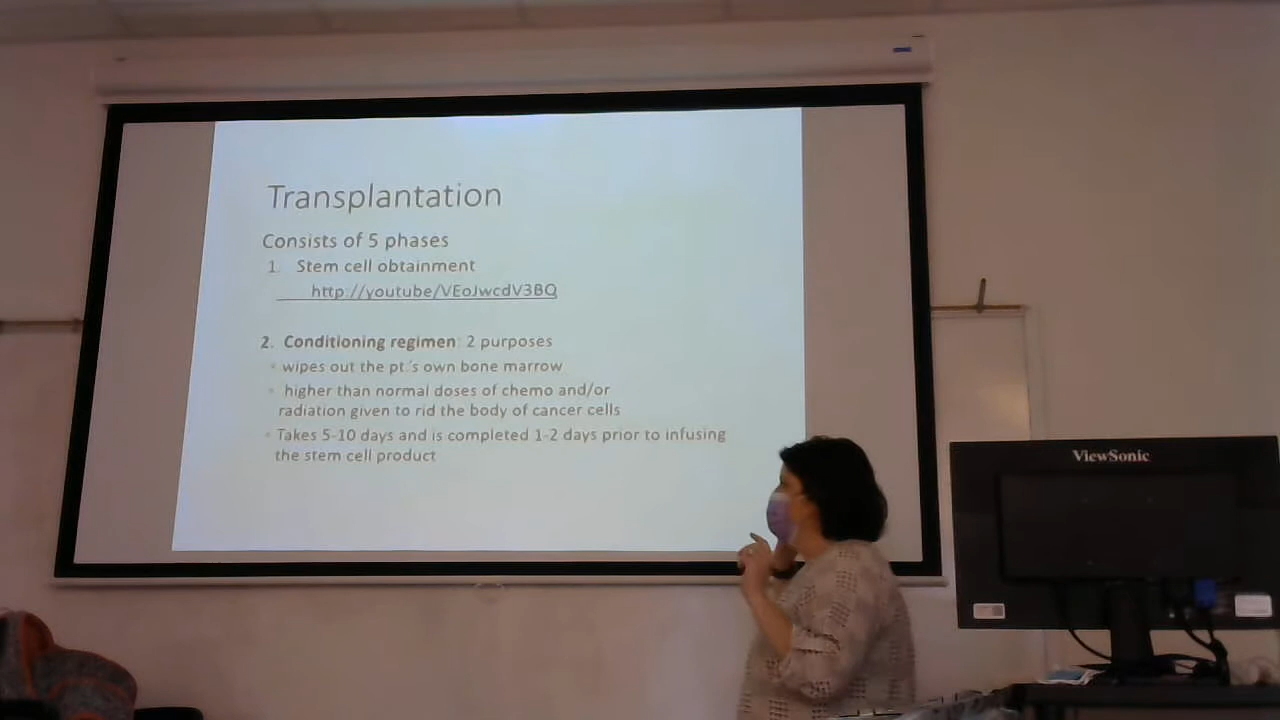 Transplantation
Consists of 5 phases
1. Stem cell obtainment
http://youtube/VEoJwcdV3BQ
2. Conditioning regimen: 2 purposes
• wipes out the pt.'s own bone marrow
• higher than normal doses of chemo and/or
radiation given to rid the body of cancer cells
• Takes 5-10 days and is completed 1-2 days prior to infusing
the stem cell product
ViewSonic